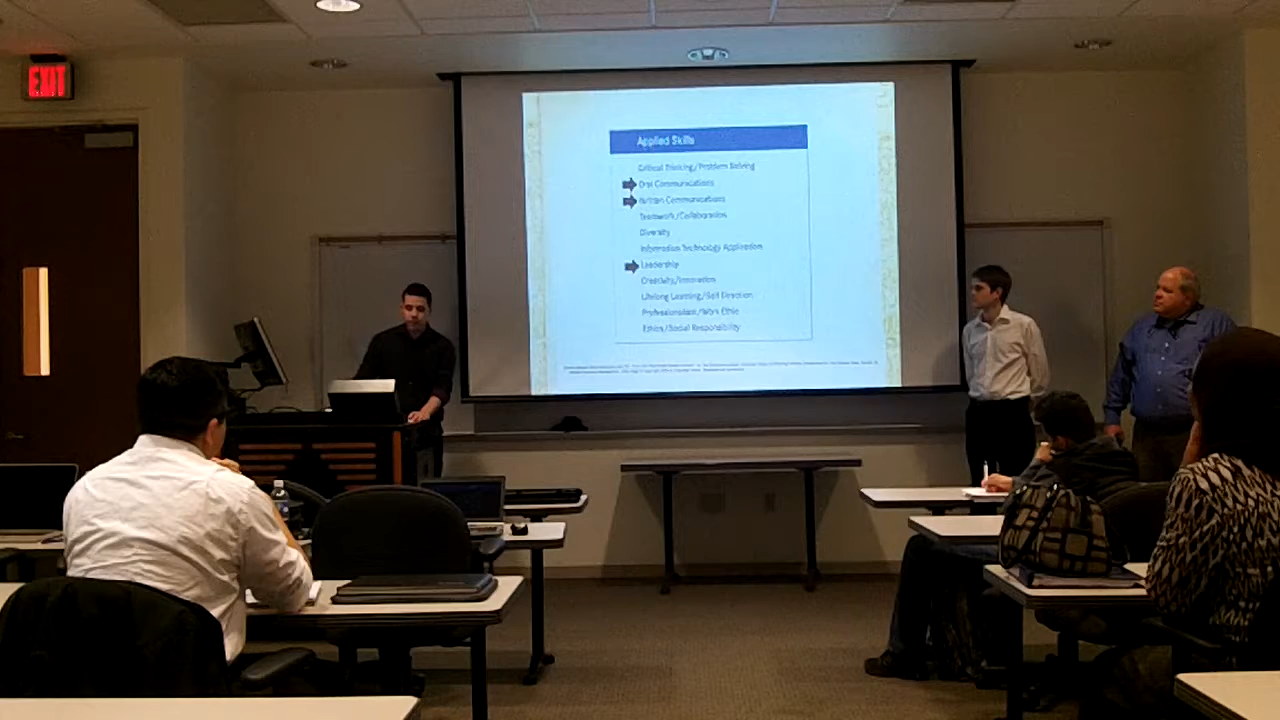 EXIT
Applied Skills
Critical Thinking/Problem Solving
Oral Communications
Written Communications
Teamwork/Collaboration
Diversity
Information Technology Application
Leadership
Creativity/Innovation
Lifelong Learning/Self Direction
Professionalism/Work Ethic
Ethics/Social Responsibility